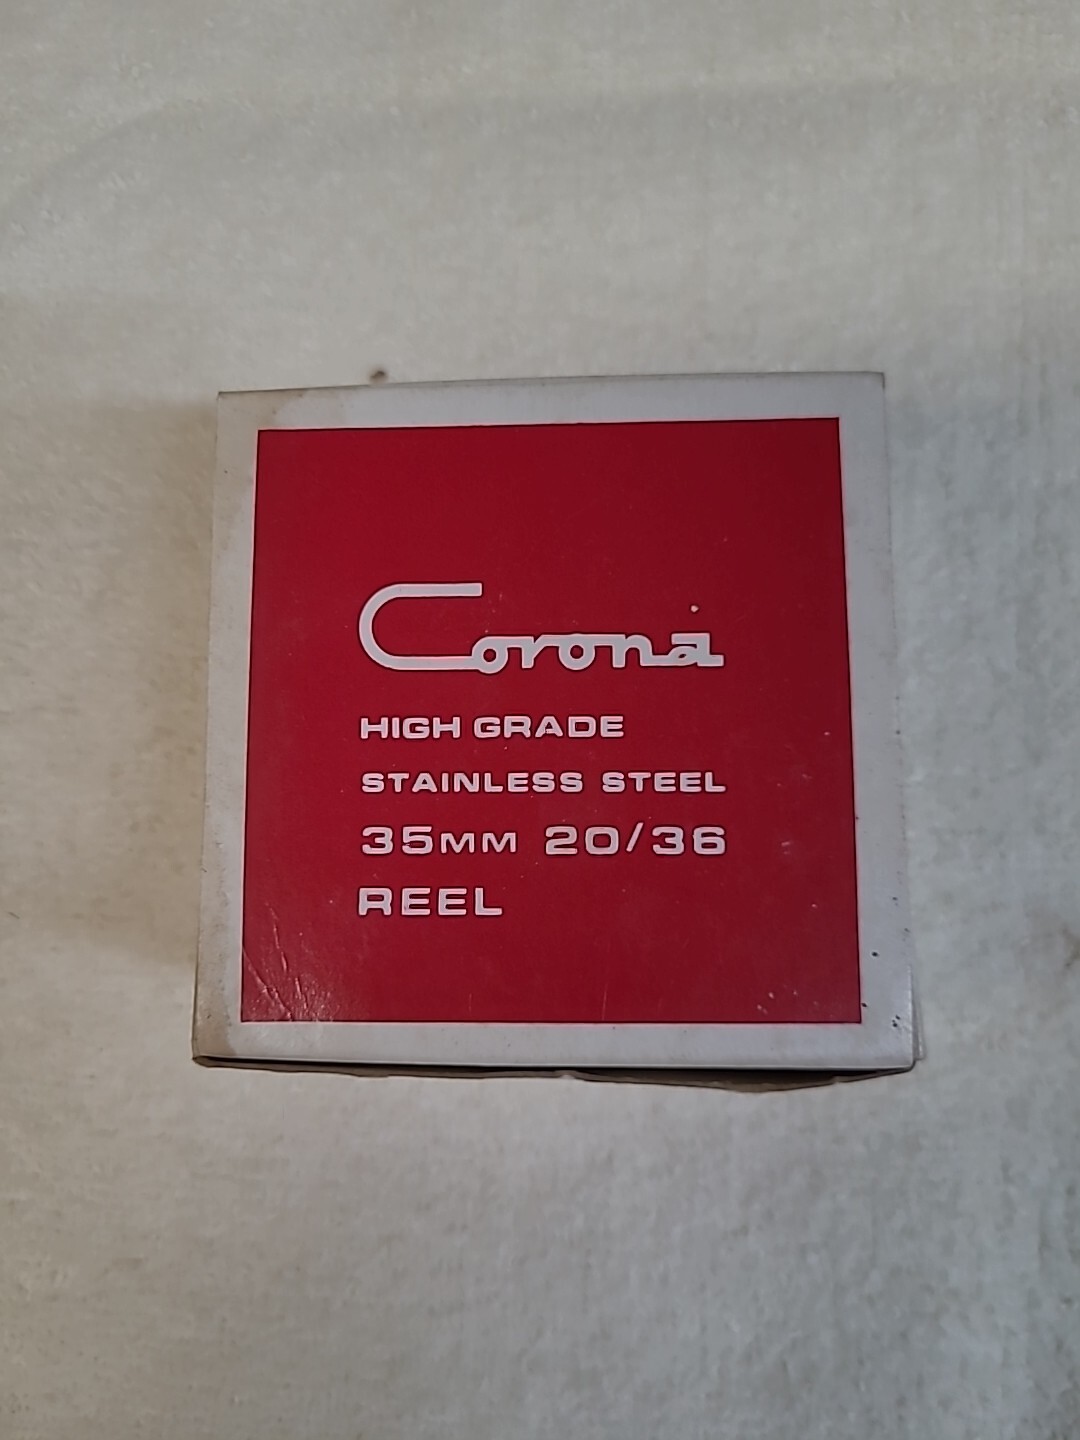 Corona
HIGH GRADE
STAINLESS STEEL
35MM 20/36
REEL